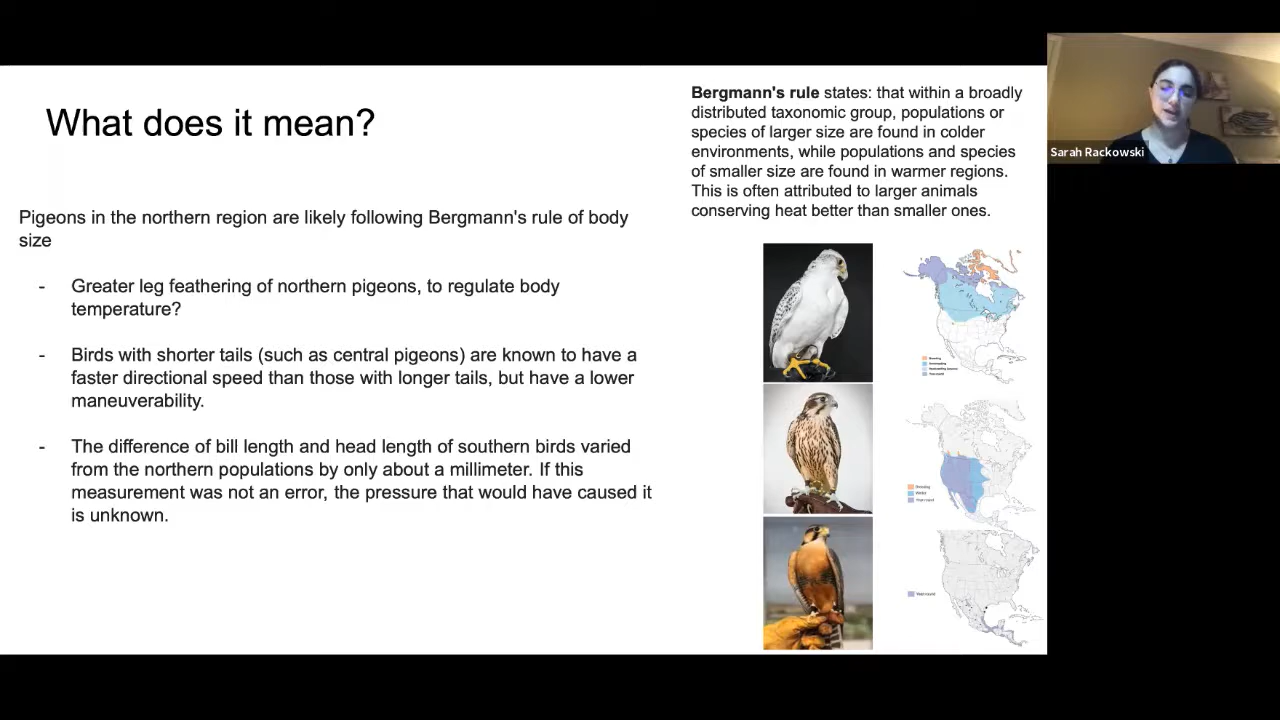 What does it mean?
Pigeons in the northern region are likely following Bergmann's rule of body
size
- Greater leg feathering of northern pigeons, to regulate body
temperature?
- Birds with shorter tails (such as central pigeons) are known to have a
faster directional speed than those with longer tails, but have a lower
maneuverability.
- The difference of bill length and head length of southern birds varied
from the northern populations by only about a millimeter. If this
measurement was not an error, the pressure that would have caused it
is unknown.
Bergmann's rule states: that within a broadly
distributed taxonomic group, populations or
species of larger size are found in colder
environments, while populations and species
of smaller size are found in warmer regions.
This is often attributed to larger animals
conserving heat better than smaller ones.
Sarah Rackowski